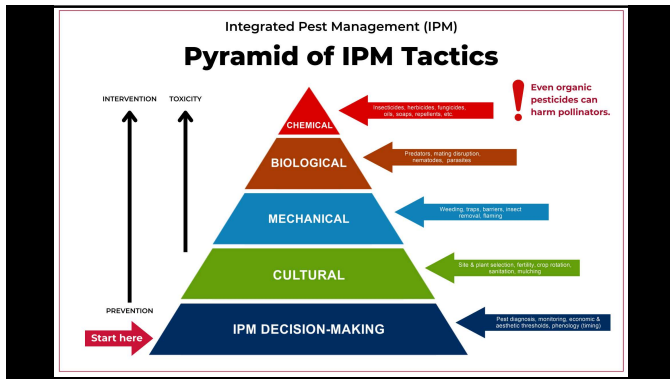 Integrated Pest Management (IPM)
Pyramid of IPM Tactics
INTERVENTION
TOXICITY
Even organic
pesticides can
harm pollinators.
CHEMICAL
Insecticides, herbicides, fungicides,
oils, soaps, repellents, etc.
BIOLOGICAL
Predators, mating disruption,
nematodes, parasites
MECHANICAL
Weeding, traps, barriers, insect
removal, flaming
CULTURAL
Site & plant selection, fertility, crop rotation,
sanitation, mulching
PREVENTION
Start here
IPM DECISION-MAKING
Pest diagnosis, monitoring, economic &
aesthetic thresholds, phenology (timing)